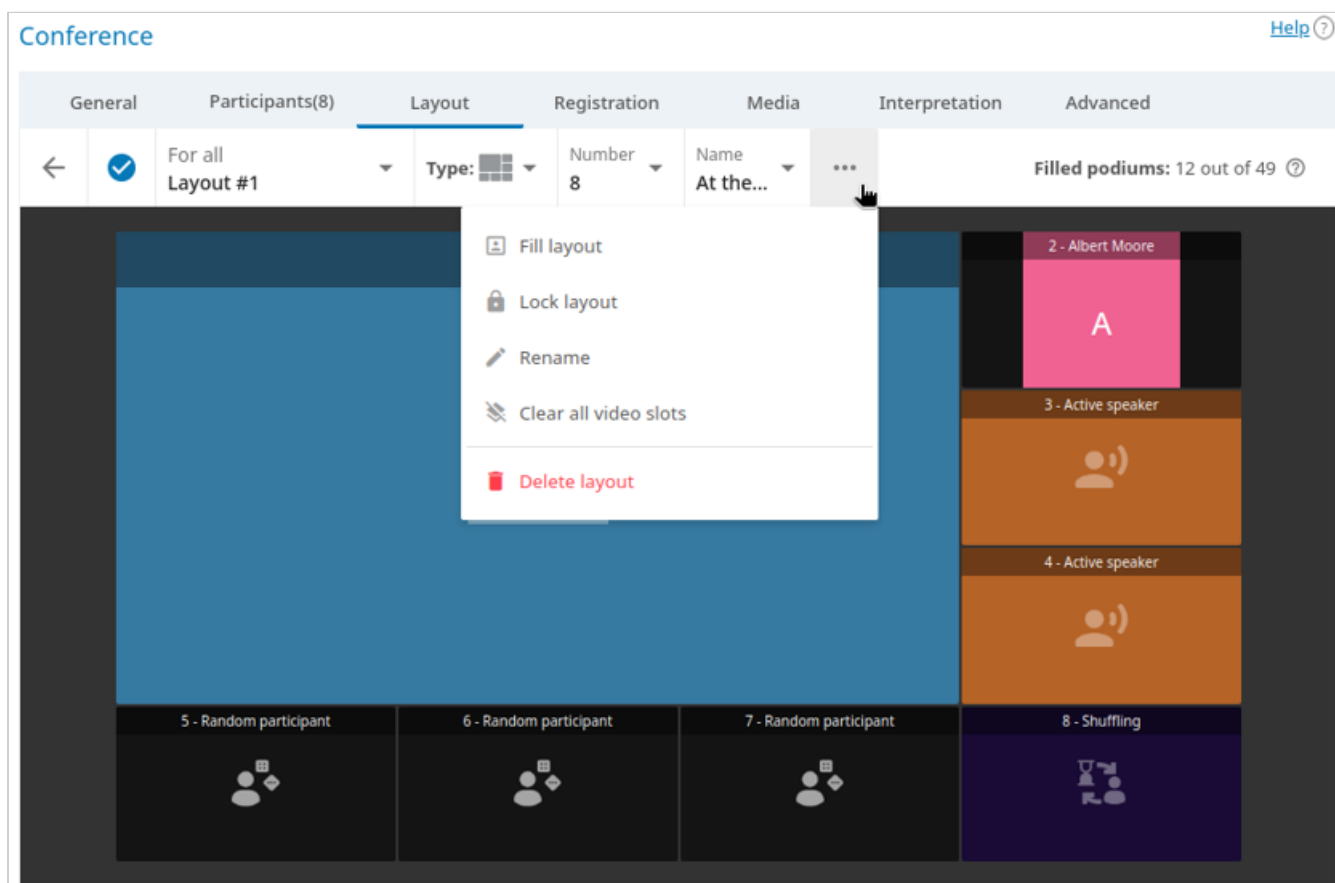 Conference
Help ?
General Participants(8) Layout Registration Media Interpretation Advanced
For all
Layout #1
Type:
Number
8
Name
At the...
Filled podiums: 12 out of 49 ?
Fill layout
Lock layout
Rename
Clear all video slots
Delete layout
2 - Albert Moore
A
3 - Active speaker
4 - Active speaker
5 - Random participant
6 - Random participant
7 - Random participant
8 - Shuffling